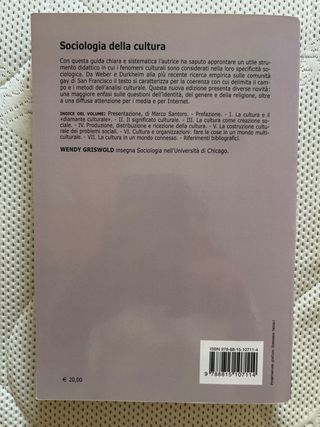 Sociologia della cultura
Con questa guida chiara e sistematica l'autrice ha saputo approntare un utile stru-
mento didattico in cui i fenomeni culturali sono considerati nella loro specificità so-
ciologica. Da Weber e Durkheim alla più recente ricerca empirica sulle comunità
gay di San Francisco il testo si caratterizza per la coerenza con cui delimita il cam-
po e i metodi dell'analisi culturale. Questa nuova edizione presenta diverse novità:
una maggiore enfasi sulle questioni dell'identità, del genere e della religione, oltre
a una diffusa attenzione per i media e per Internet.
INDICE DEL VOLUME: Presentazione, di Marco Santoro. - Prefazione. - I. La cultura e il
«diamante culturale». - II. Il significato culturale. - III. La cultura come creazione so-
ciale. - IV. Produzione, distribuzione e ricezione della cultura. - V. La costruzione cultu-
rale dei problemi sociali. - VI. Cultura e organizzazioni: fare le cose in un mondo multi-
culturale. - VII. La cultura in un mondo connesso. - Riferimenti bibliografici.
WENDY GRISWOLD insegna Sociologia nell'Università di Chicago.
ISBN 978-88-15-10711-4
9 788815 107114
€ 20,00